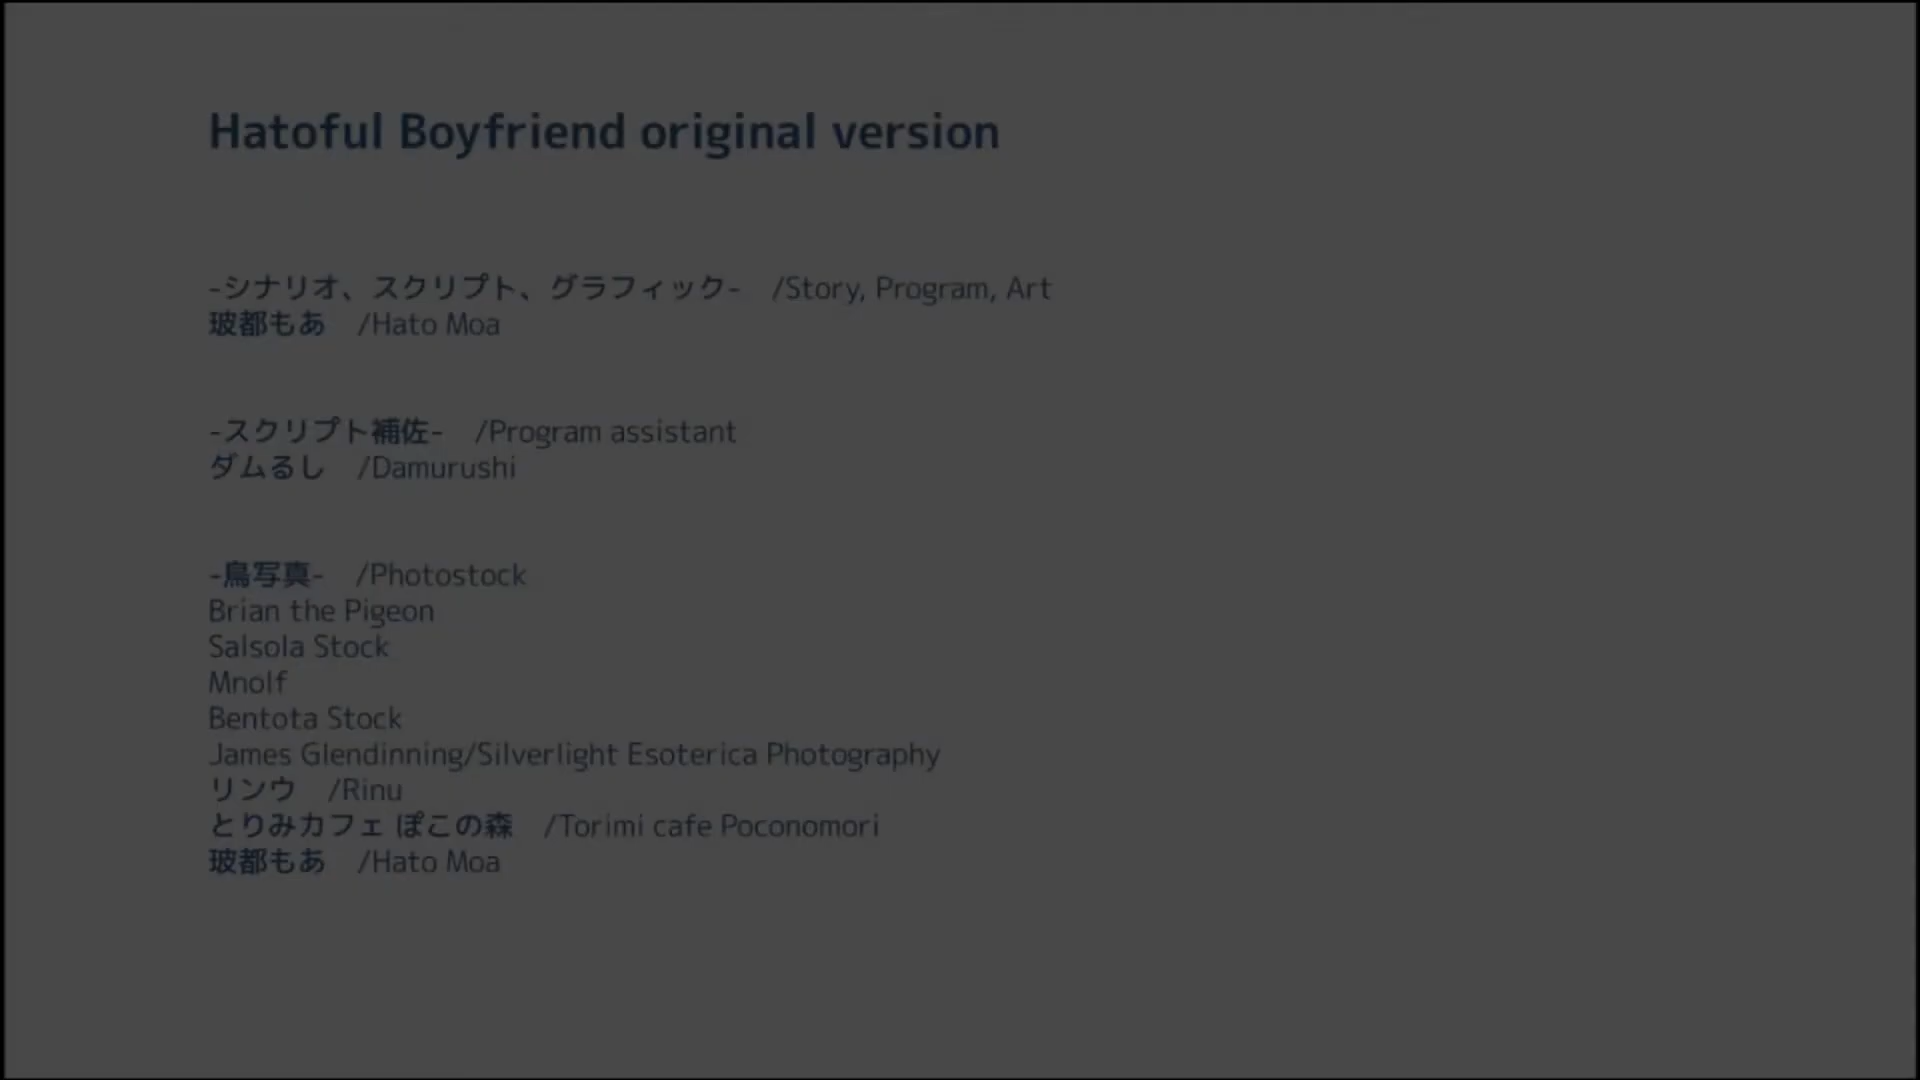 Hatoful Boyfriend original version
-シナリオ、スクリプト、グラフィック-　/Story, Program, Art
玻都もあ　/Hato Moa
-スクリプト補佐-　/Program assistant
ダムるし　/Damurushi
-鳥写真-　/Photostock
Brian the Pigeon
Salsola Stock
Mnolf
Bentota Stock
James Glendinning/Silverlight Esoterica Photography
リンウ　/Rinu
とりみカフェ ぽこの森　/Torimi cafe Poconomori
玻都もあ　/Hato Moa